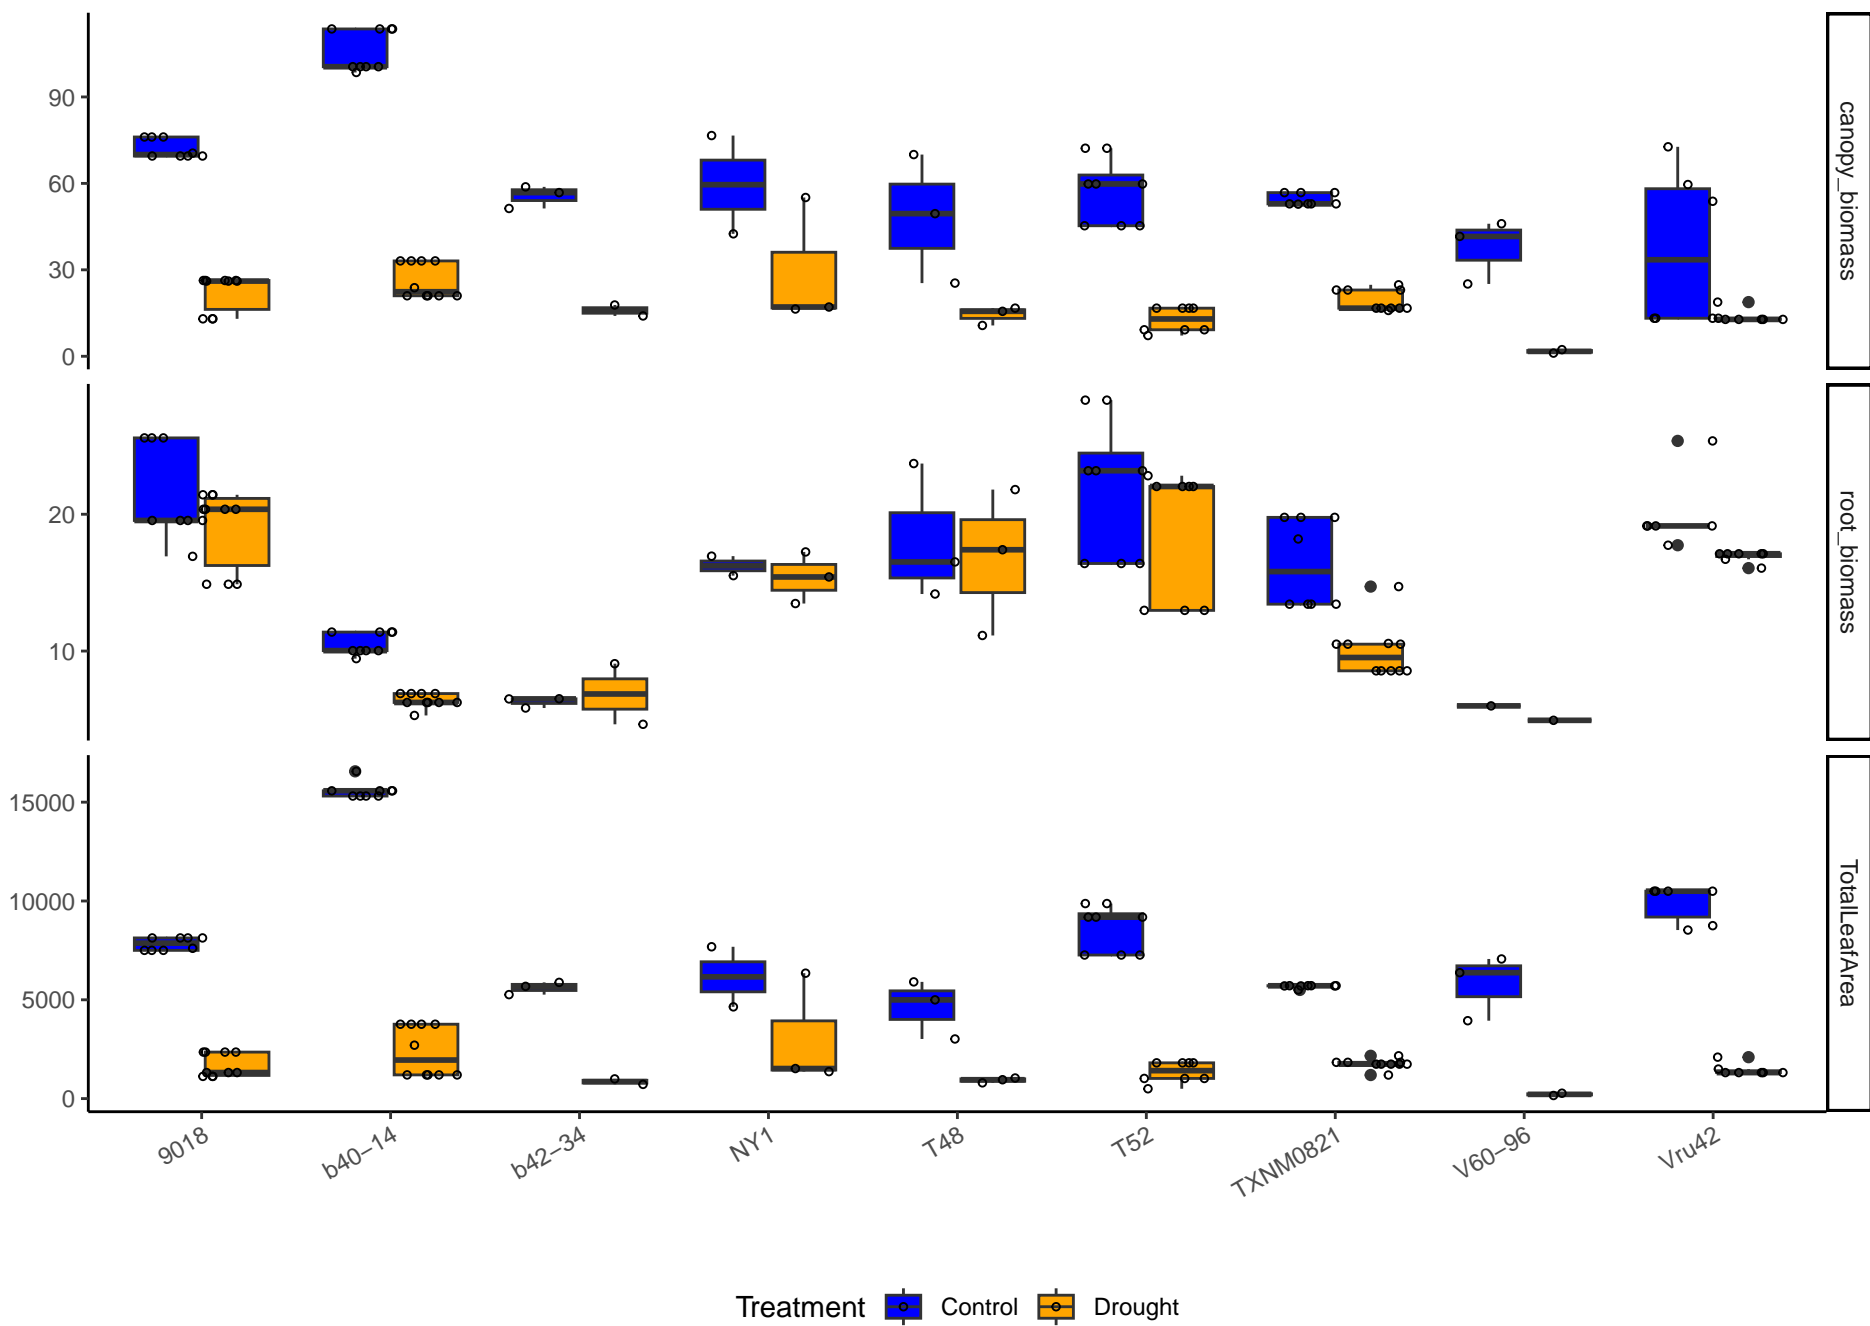 90
60
30
0
canopy_biomass
20
10
root_biomass
15000
10000
5000
0
TotalLeafArea
9018
b40−14
b42−34
NY1
T48
T52
TXNM0821
V60−96
Vru42
Treatment Control Drought